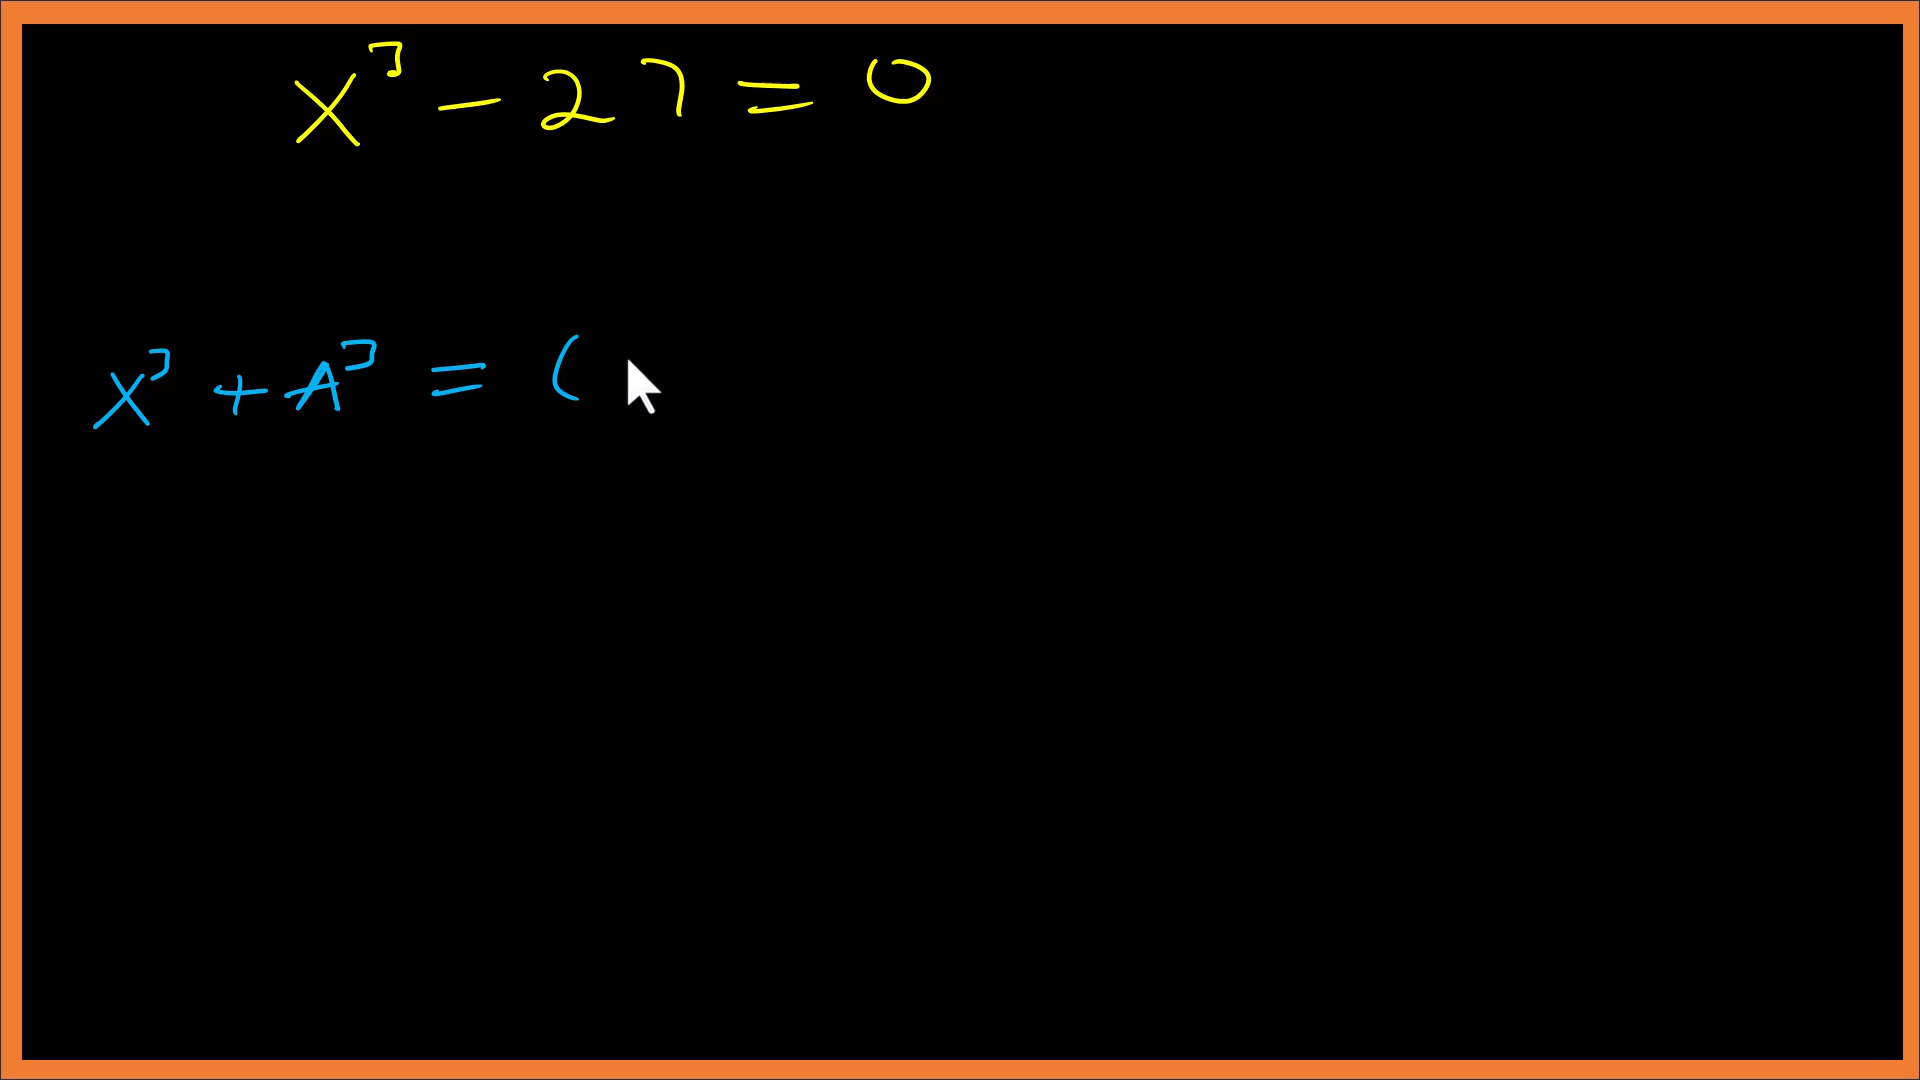 x³ - 27 = 0
x³ + A³ = (